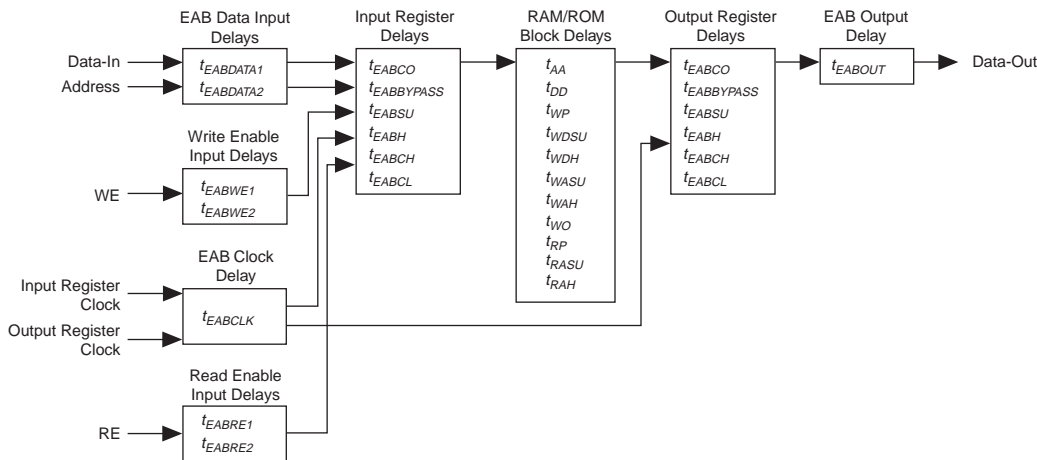 EAB Data Input
Delays
Data-In
Address
tEABDATA1
tEABDATA2
Write Enable
Input Delays
WE
tEABWE1
tEABWE2
EAB Clock
Delay
Input Register
Clock
Output Register
Clock
tEABCLK
Read Enable
Input Delays
RE
tEABRE1
tEABRE2
Input Register
Delays
tEABCO
tEABBYPASS
tEABSU
tEABH
tEABCH
tEABCL
RAM/ROM
Block Delays
tAA
tDD
tWP
tWDSU
tWDH
tWASU
tWAH
tWO
tRP
tRASU
tRAH
Output Register
Delays
tEABCO
tEABBYPASS
tEABSU
tEABH
tEABCH
tEABCL
EAB Output
Delay
tEABOUT
Data-Out